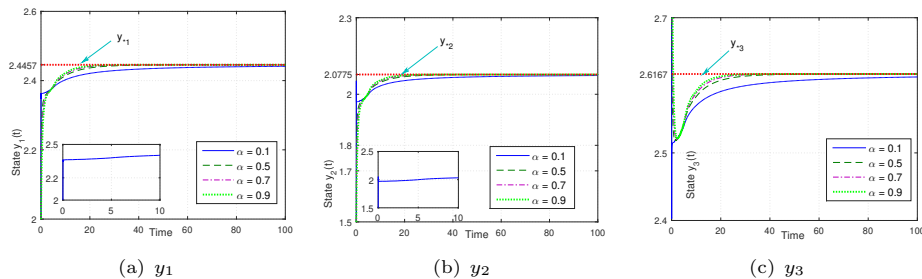 2.6
2.4457
2.4
2.2
2
State y1(t)
y*1
2.5
2.2
2
0
5
10
α = 0.1
α = 0.5
α = 0.7
α = 0.9
0 20 40 60 80 100
Time
(a) y1
2.3
2.0775
2
1.5
State y2(t)
y*2
2.5
2
1.5
0
5
10
α = 0.1
α = 0.5
α = 0.7
α = 0.9
0 20 40 60 80 100
Time
(b) y2
2.7
2.6167
2.5
2.4
State y3(t)
y*3
α = 0.1
α = 0.5
α = 0.7
α = 0.9
0 20 40 60 80 100
Time
(c) y3